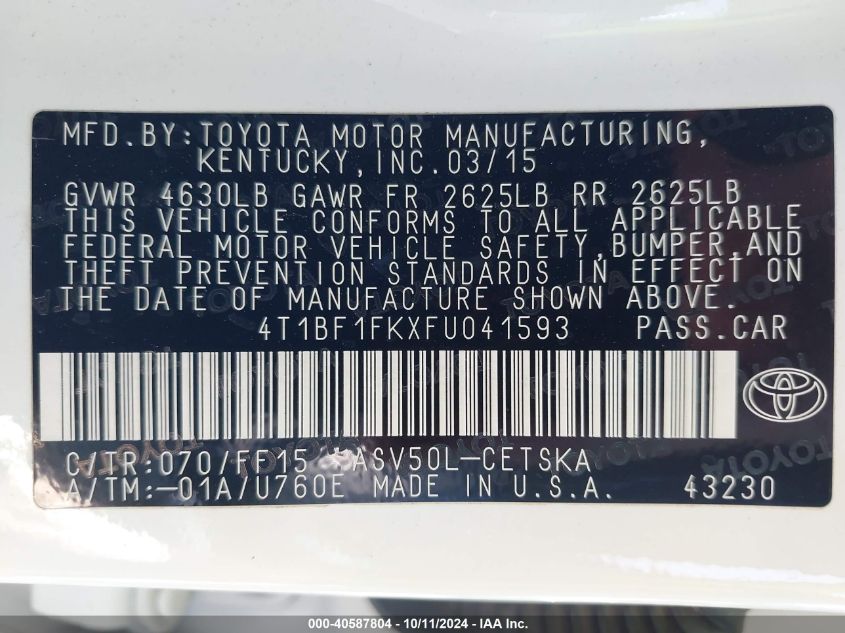 MFD.BY:TOYOTA MOTOR MANUFACTURING,
KENTUCKY,INC.03/15
GVWR 4630LB GAWR FR 2625LB RR 2625LB
THIS VEHICLE CONFORMS TO ALL APPLICABLE
FEDERAL MOTOR VEHICLE SAFETY,BUMPER,AND
THEFT PREVENTION STANDARDS IN EFFECT ON
THE DATE OF MANUFACTURE SHOWN ABOVE.
4T1BF1FKXFU041593 PASS.CAR
C/TR:070/FE15 ASV50L-CETSKA
A/TM:-01A/U760E MADE IN U.S.A. 43230
000-40587804 - 10/11/2024 - IAA Inc.